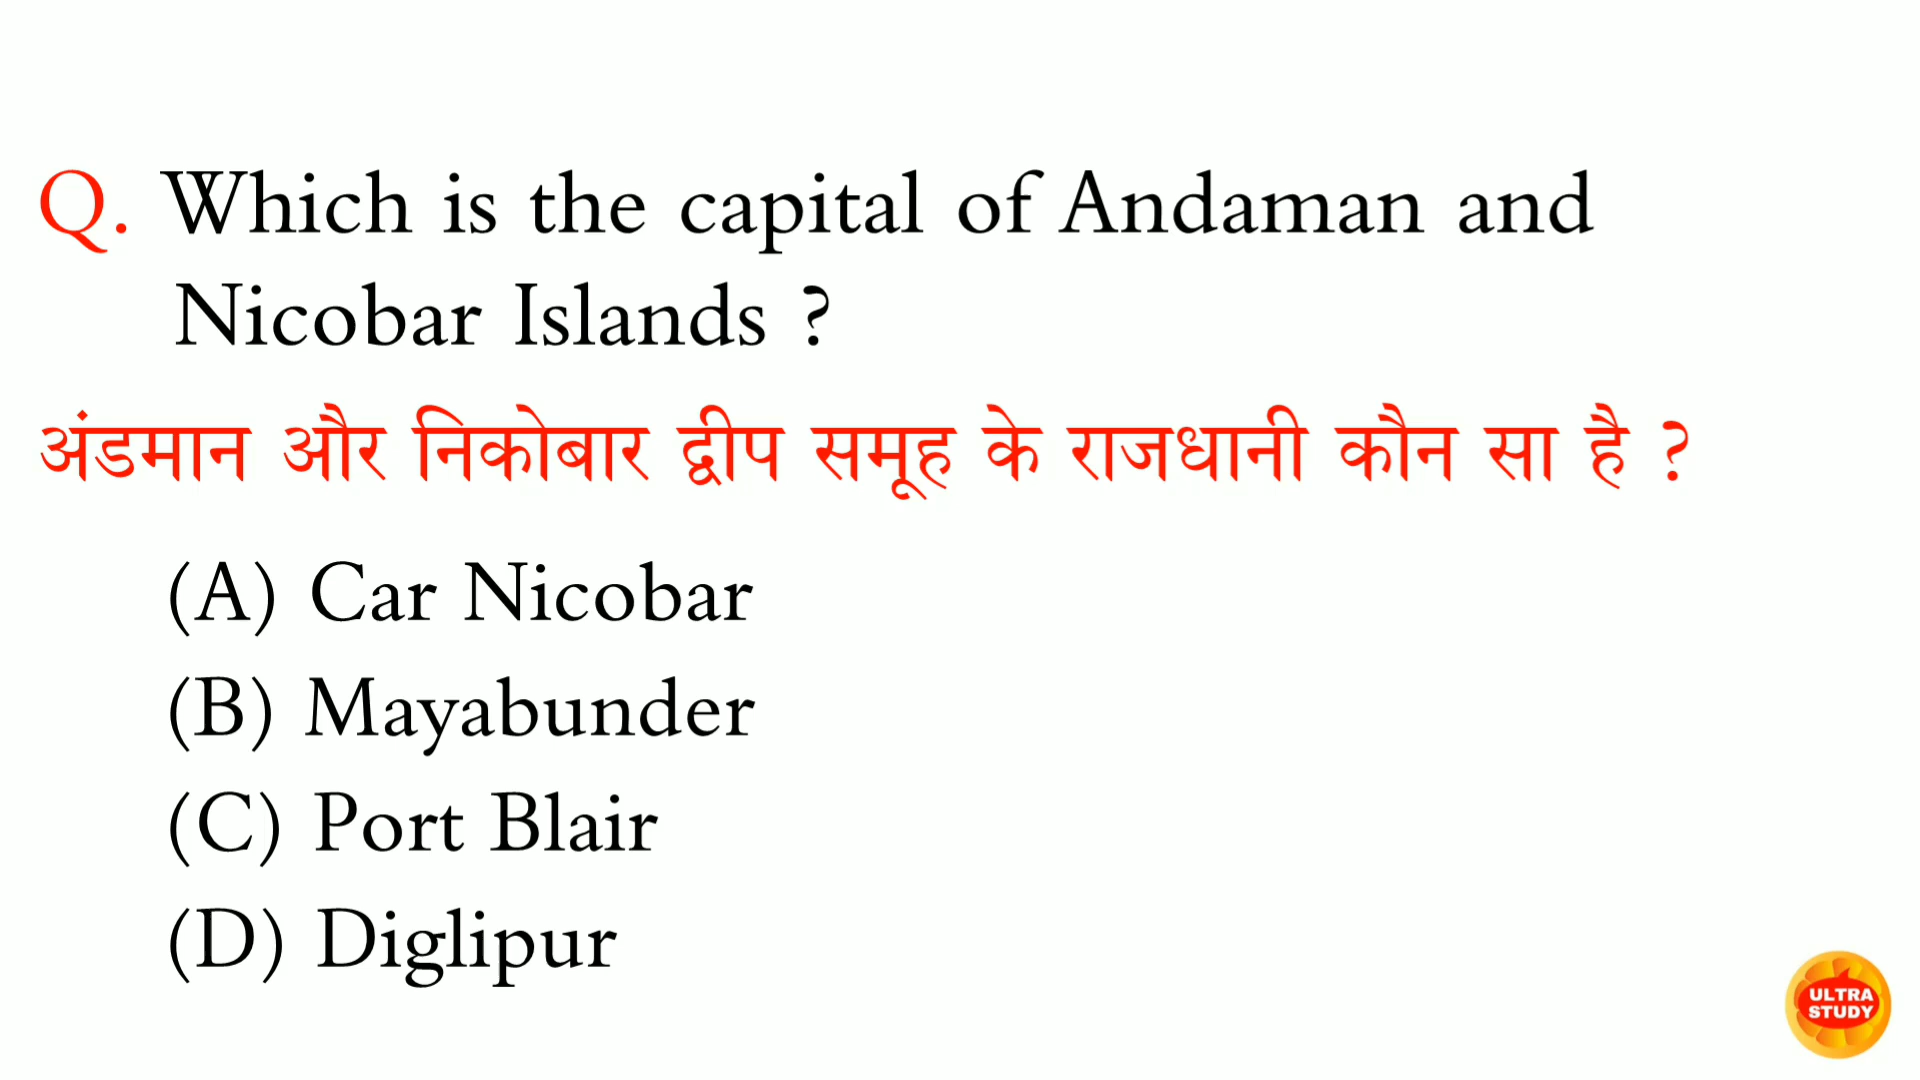 Q. Which is the capital of Andaman and
Nicobar Islands ?
अंडमान और निकोबार द्वीप समूह के राजधानी कौन सा है ?
(A) Car Nicobar
(B) Mayabunder
(C) Port Blair
(D) Diglipur
ULTRA
STUDY